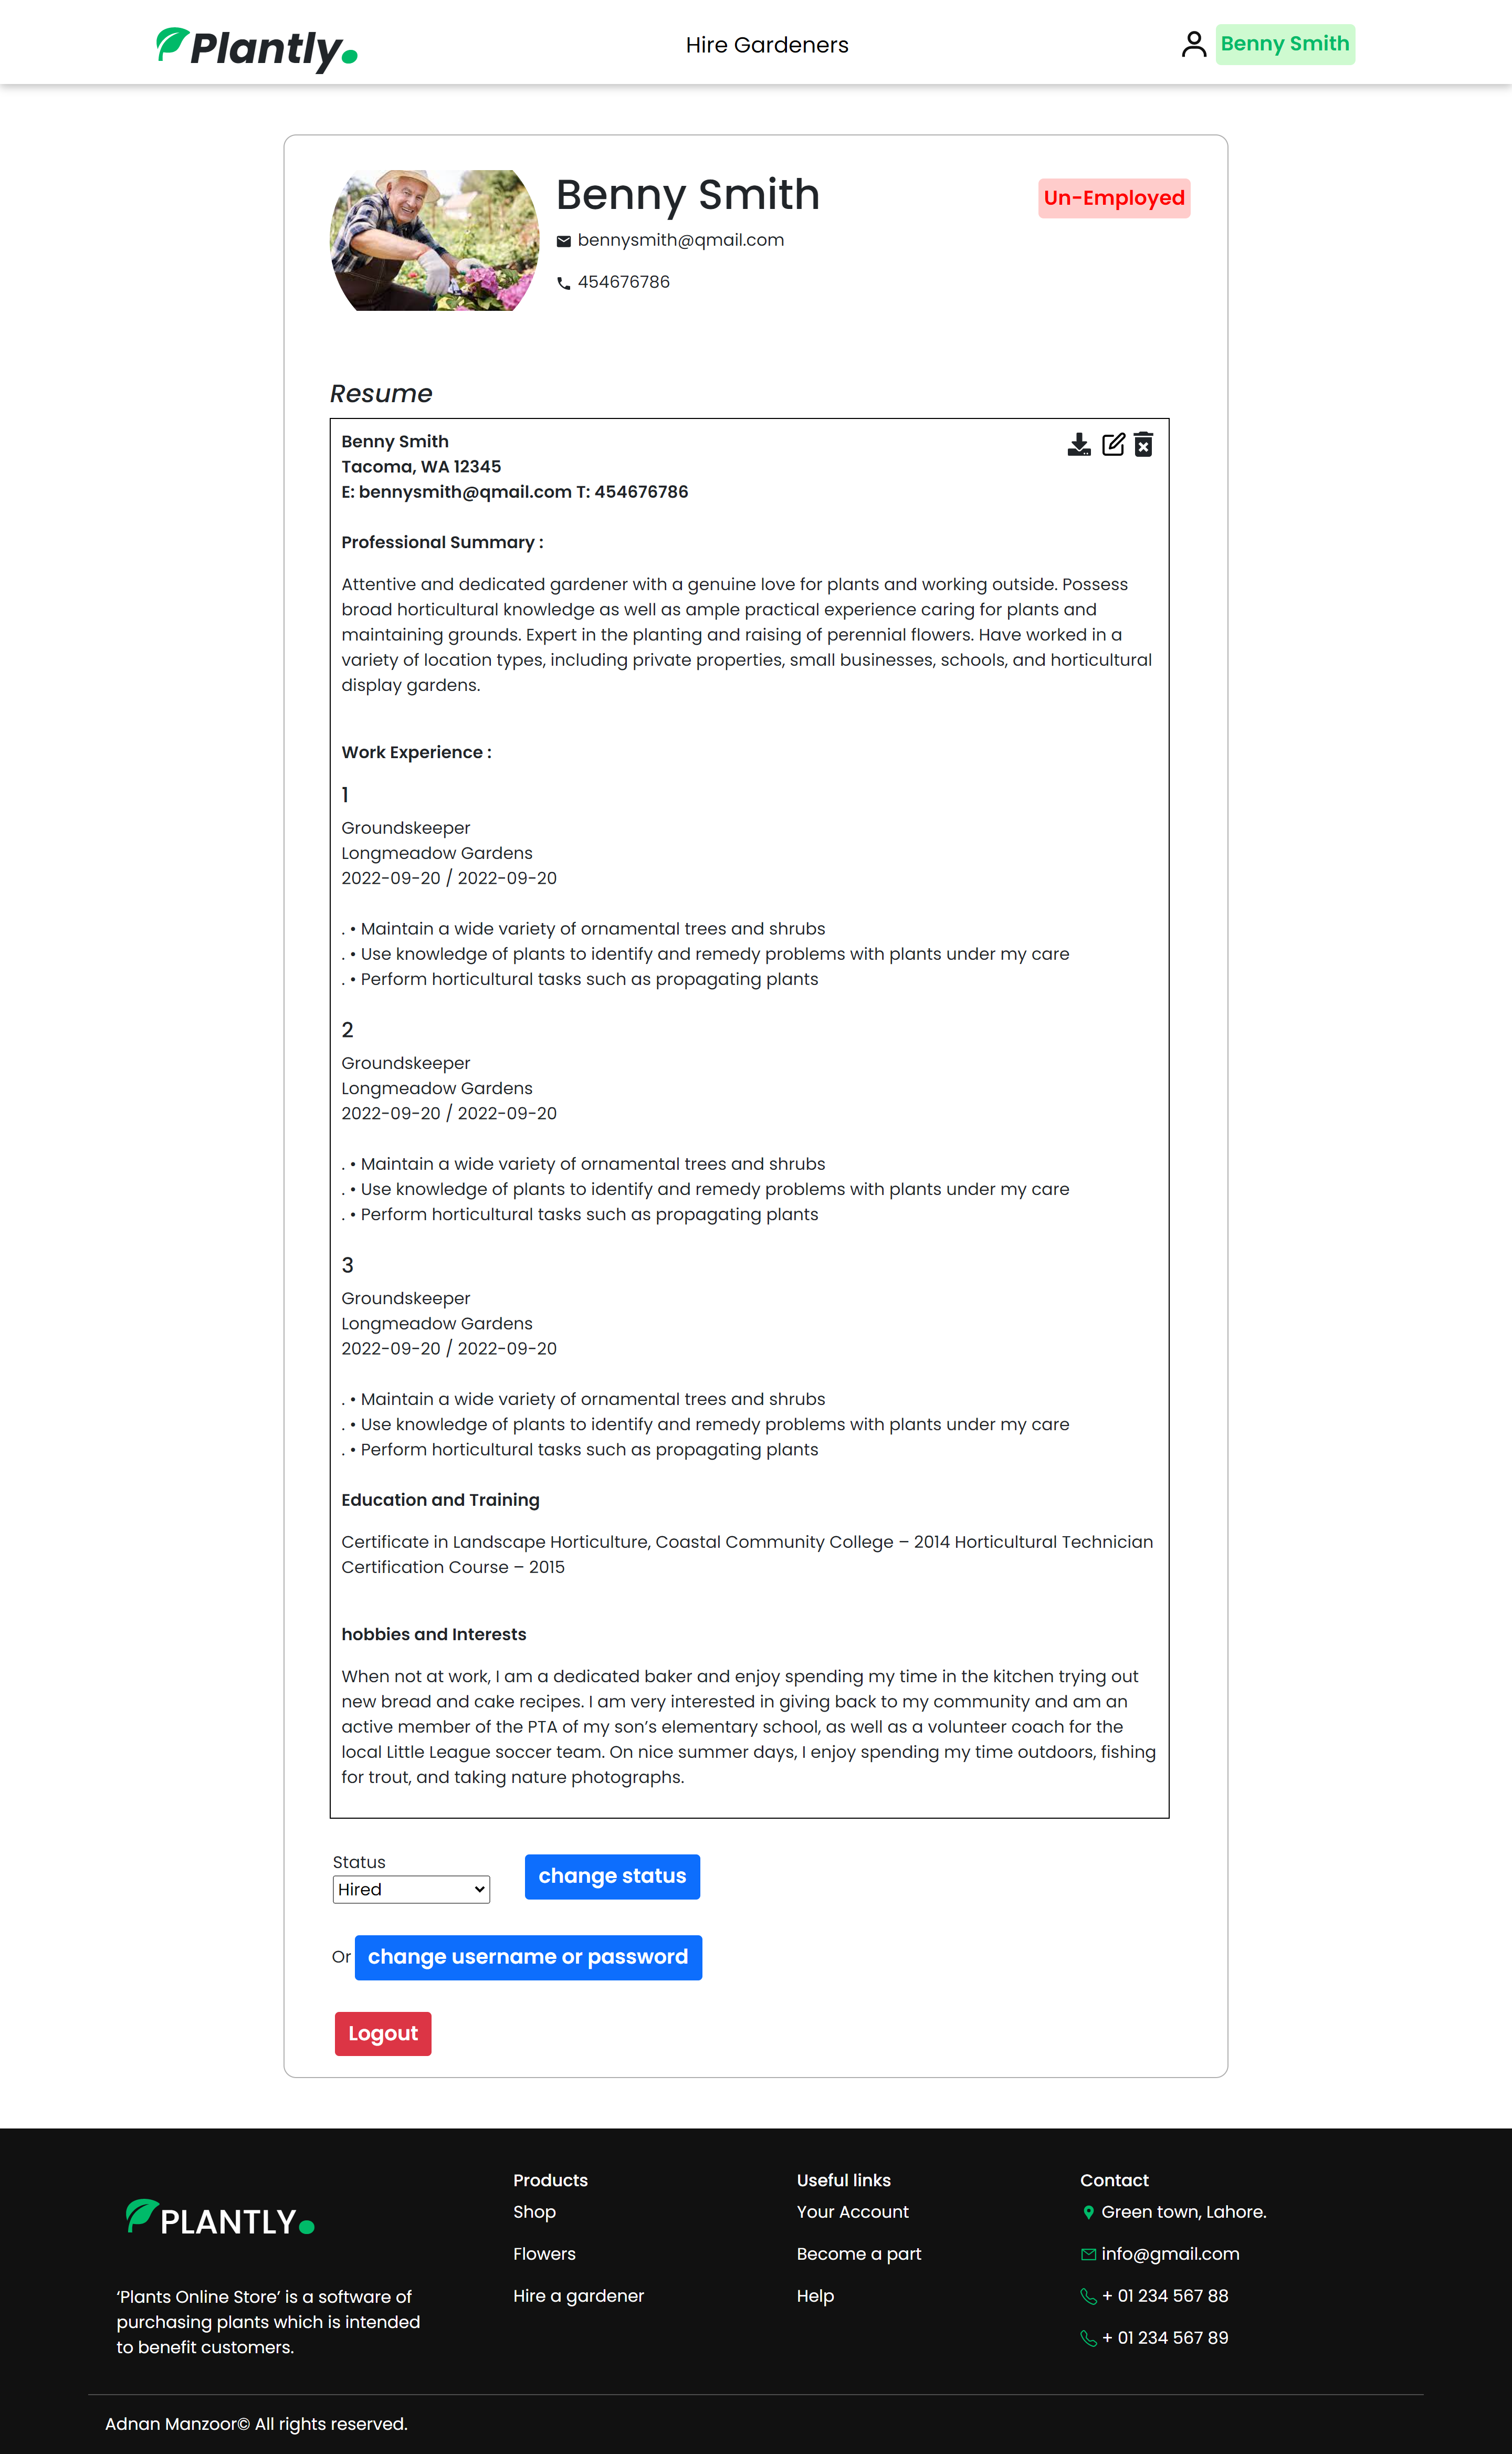 Plantly.
Hire Gardeners
Benny Smith
Benny Smith
Un-Employed
bennysmith@qmail.com
454676786
Resume
Benny Smith
Tacoma, WA 12345
E: bennysmith@qmail.com T: 454676786
Professional Summary :
Attentive and dedicated gardener with a genuine love for plants and working outside. Possess
broad horticultural knowledge as well as ample practical experience caring for plants and
maintaining grounds. Expert in the planting and raising of perennial flowers. Have worked in a
variety of location types, including private properties, small businesses, schools, and horticultural
display gardens.
Work Experience :
1
Groundskeeper
Longmeadow Gardens
2022-09-20 / 2022-09-20
. • Maintain a wide variety of ornamental trees and shrubs
. • Use knowledge of plants to identify and remedy problems with plants under my care
. • Perform horticultural tasks such as propagating plants
2
Groundskeeper
Longmeadow Gardens
2022-09-20 / 2022-09-20
. • Maintain a wide variety of ornamental trees and shrubs
. • Use knowledge of plants to identify and remedy problems with plants under my care
. • Perform horticultural tasks such as propagating plants
3
Groundskeeper
Longmeadow Gardens
2022-09-20 / 2022-09-20
. • Maintain a wide variety of ornamental trees and shrubs
. • Use knowledge of plants to identify and remedy problems with plants under my care
. • Perform horticultural tasks such as propagating plants
Education and Training
Certificate in Landscape Horticulture, Coastal Community College – 2014 Horticultural Technician
Certification Course – 2015
hobbies and Interests
When not at work, I am a dedicated baker and enjoy spending my time in the kitchen trying out
new bread and cake recipes. I am very interested in giving back to my community and am an
active member of the PTA of my son’s elementary school, as well as a volunteer coach for the
local Little League soccer team. On nice summer days, I enjoy spending my time outdoors, fishing
for trout, and taking nature photographs.
Status
Hired
change status
Or change username or password
Logout
PLANTLY.
‘Plants Online Store’ is a software of
purchasing plants which is intended
to benefit customers.
Products
Shop
Flowers
Hire a gardener
Useful links
Your Account
Become a part
Help
Contact
Green town, Lahore.
info@gmail.com
+ 01 234 567 88
+ 01 234 567 89
Adnan Manzoor© All rights reserved.